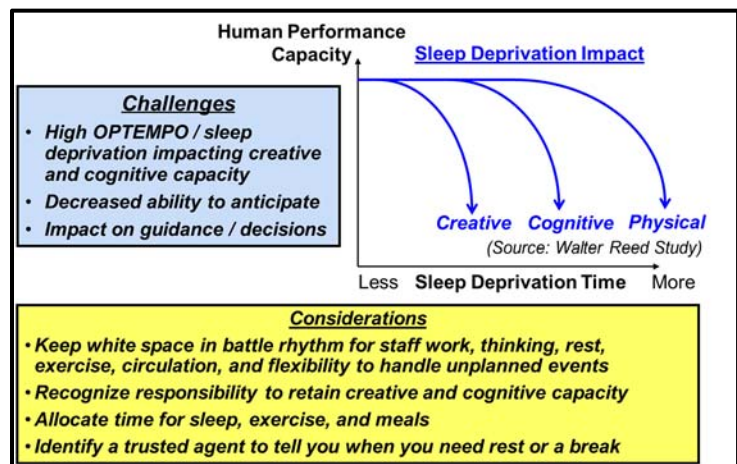 Human Performance
Capacity
Sleep Deprivation Impact
Challenges
• High OPTEMPO / sleep
deprivation impacting creative
and cognitive capacity
• Decreased ability to anticipate
• Impact on guidance / decisions
Creative Cognitive Physical
(Source: Walter Reed Study)
Less Sleep Deprivation Time More
Considerations
• Keep white space in battle rhythm for staff work, thinking, rest,
exercise, circulation, and flexibility to handle unplanned events
• Recognize responsibility to retain creative and cognitive capacity
• Allocate time for sleep, exercise, and meals
• Identify a trusted agent to tell you when you need rest or a break